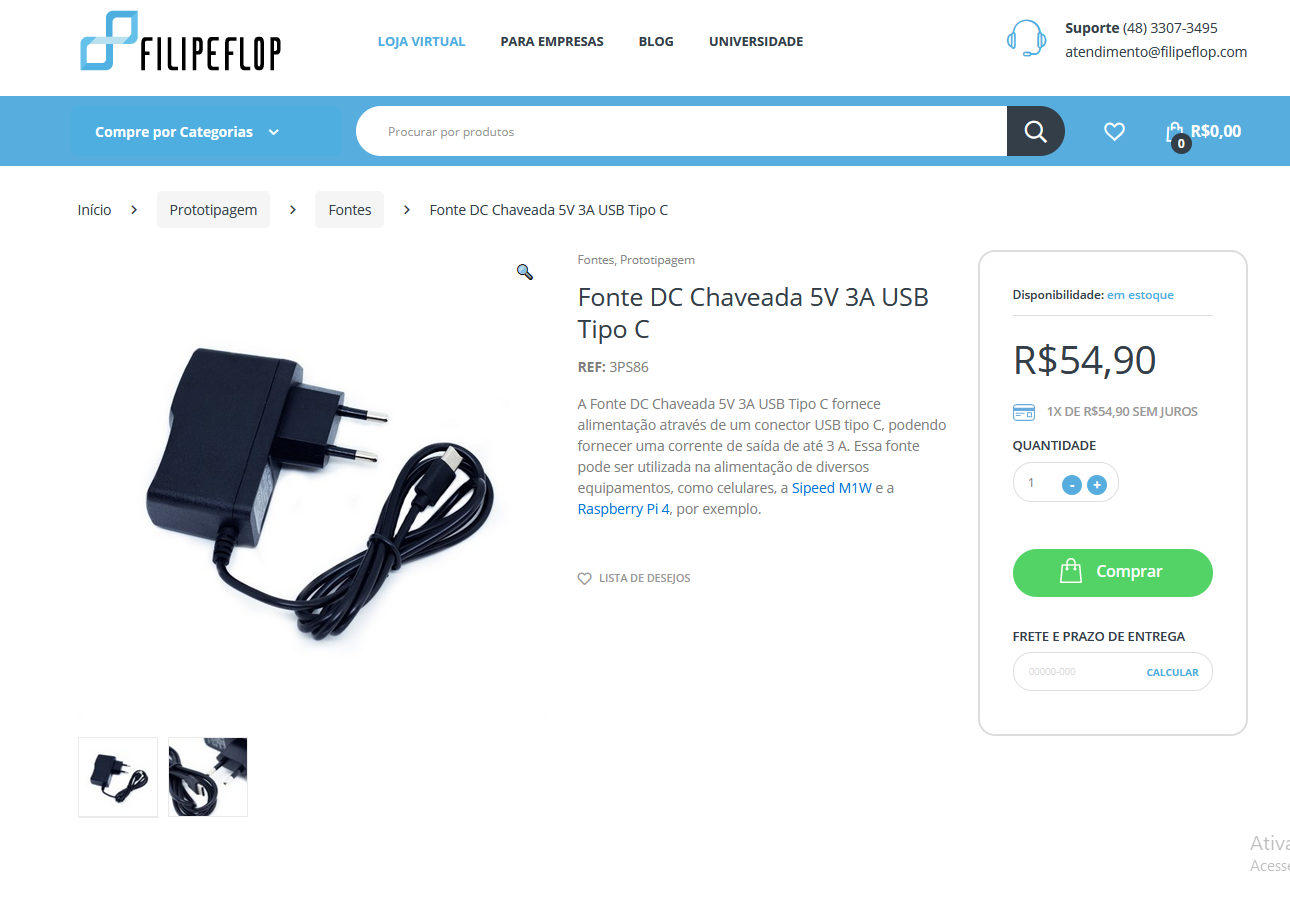 FILIPEFLOP
LOJA VIRTUAL
PARA EMPRESAS
BLOG
UNIVERSIDADE
Suporte (48) 3307-3495
atendimento@filipeflop.com
Compre por Categorias
Procurar por produtos
0
R$0,00
Início
Prototipagem
Fontes
Fonte DC Chaveada 5V 3A USB Tipo C
Fontes, Prototipagem
Fonte DC Chaveada 5V 3A USB
Tipo C
REF: 3PS86
A Fonte DC Chaveada 5V 3A USB Tipo C fornece
alimentação através de um conector USB tipo C, podendo
fornecer uma corrente de saída de até 3 A. Essa fonte
pode ser utilizada na alimentação de diversos
equipamentos, como celulares, a Sipeed M1W e a
Raspberry Pi 4, por exemplo.
LISTA DE DESEJOS
Disponibilidade: em estoque
R$54,90
1X DE R$54,90 SEM JUROS
QUANTIDADE
1 - +
Comprar
FRETE E PRAZO DE ENTREGA
00000-000 CALCULAR
Ativa
Acesse